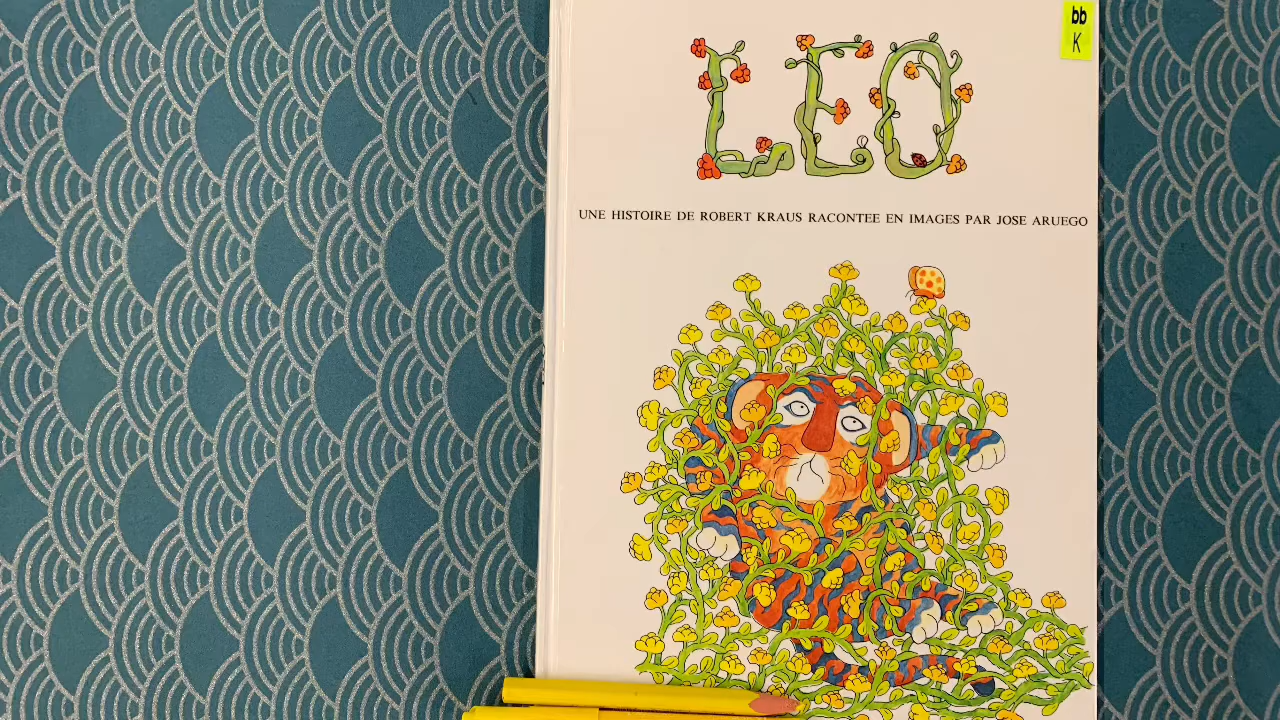 bb
K
LEO
UNE HISTOIRE DE ROBERT KRAUS RACONTEE EN IMAGES PAR JOSE ARUEGO